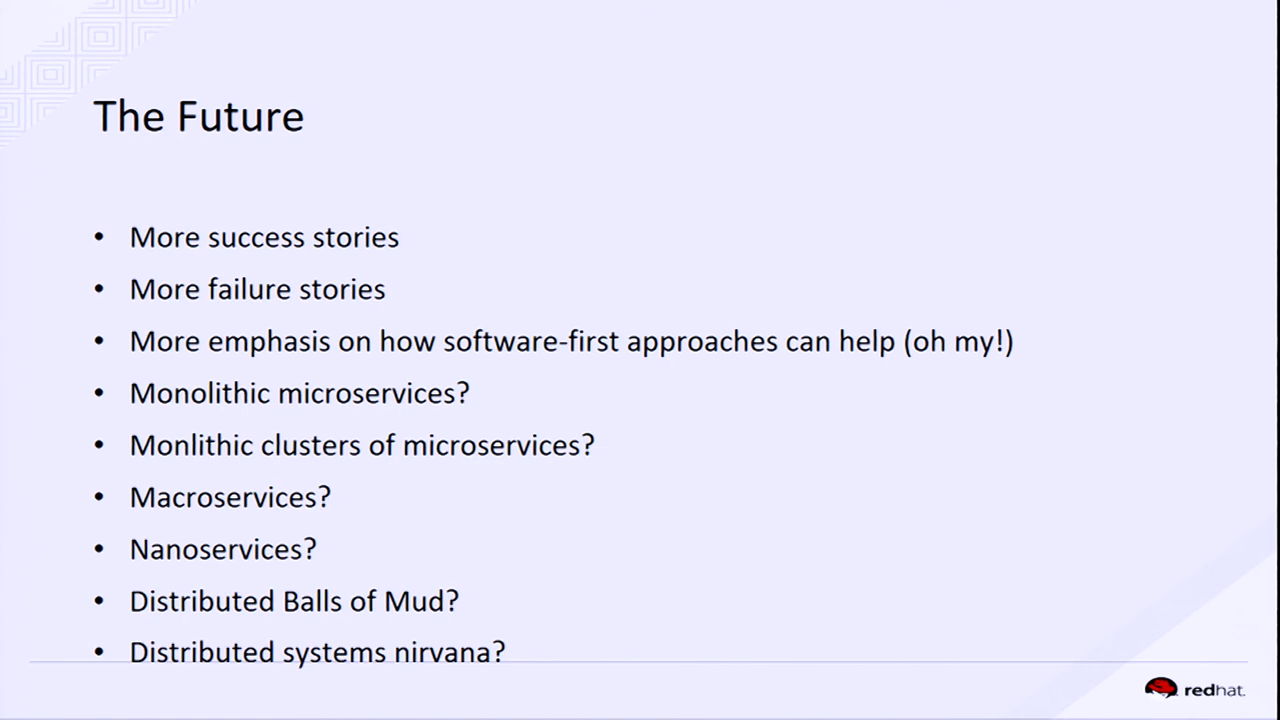 The Future
• More success stories
• More failure stories
• More emphasis on how software-first approaches can help (oh my!)
• Monolithic microservices?
• Monlithic clusters of microservices?
• Macroservices?
• Nanoservices?
• Distributed Balls of Mud?
• Distributed systems nirvana?
redhat.